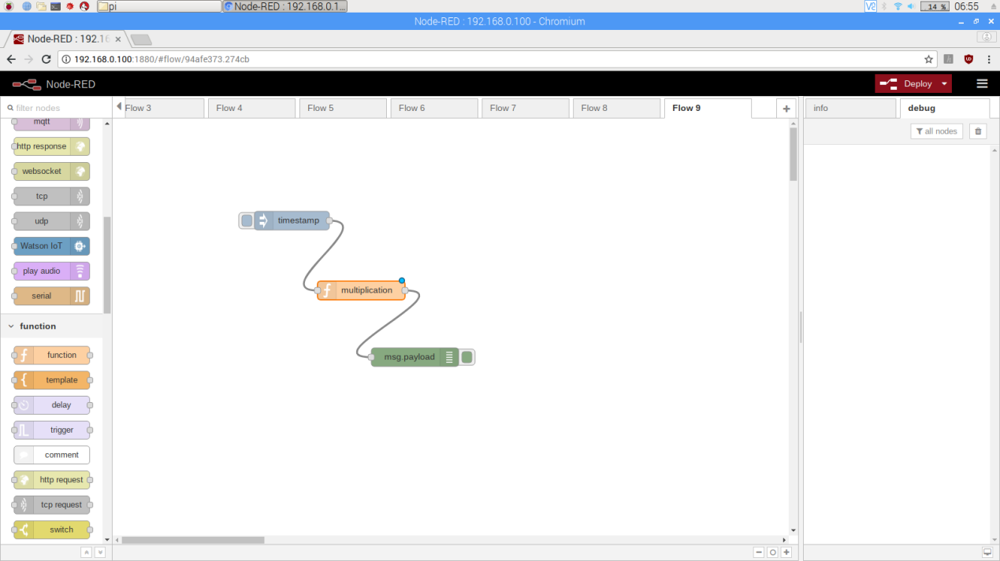 pi
Node-RED : 192.168.0.1...
14 %
06:55
Node-RED : 192.168.0.100 - Chromium
Node-RED : 192.16
192.168.0.100:1880/#flow/94afe373.274cb
Node-RED
Deploy
filter nodes
Flow 3
Flow 4
Flow 5
Flow 6
Flow 7
Flow 8
Flow 9
info
debug
all nodes
mqtt
http response
websocket
tcp
udp
Watson IoT
play audio
serial
function
function
template
delay
trigger
comment
http request
tcp request
switch
timestamp
multiplication
msg.payload